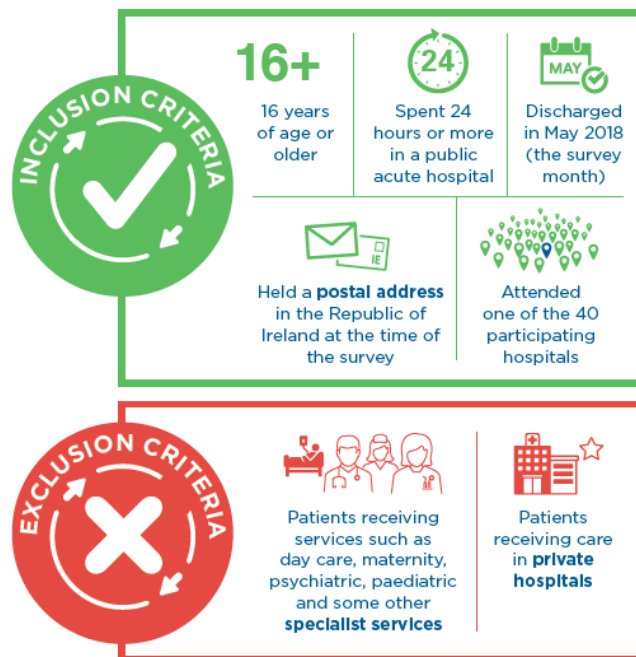 INCLUSION CRITERIA
16+
16 years
of age or
older
24
Spent 24
hours or more
in a public
acute hospital
MAY
Discharged
in May 2018
(the survey
month)
IE
Held a postal address
in the Republic of
Ireland at the time of
the survey
Attended
one of the 40
participating
hospitals
EXCLUSION CRITERIA
Patients receiving
services such as
day care, maternity,
psychiatric, paediatric
and some other
specialist services
Patients
receiving care
in private
hospitals